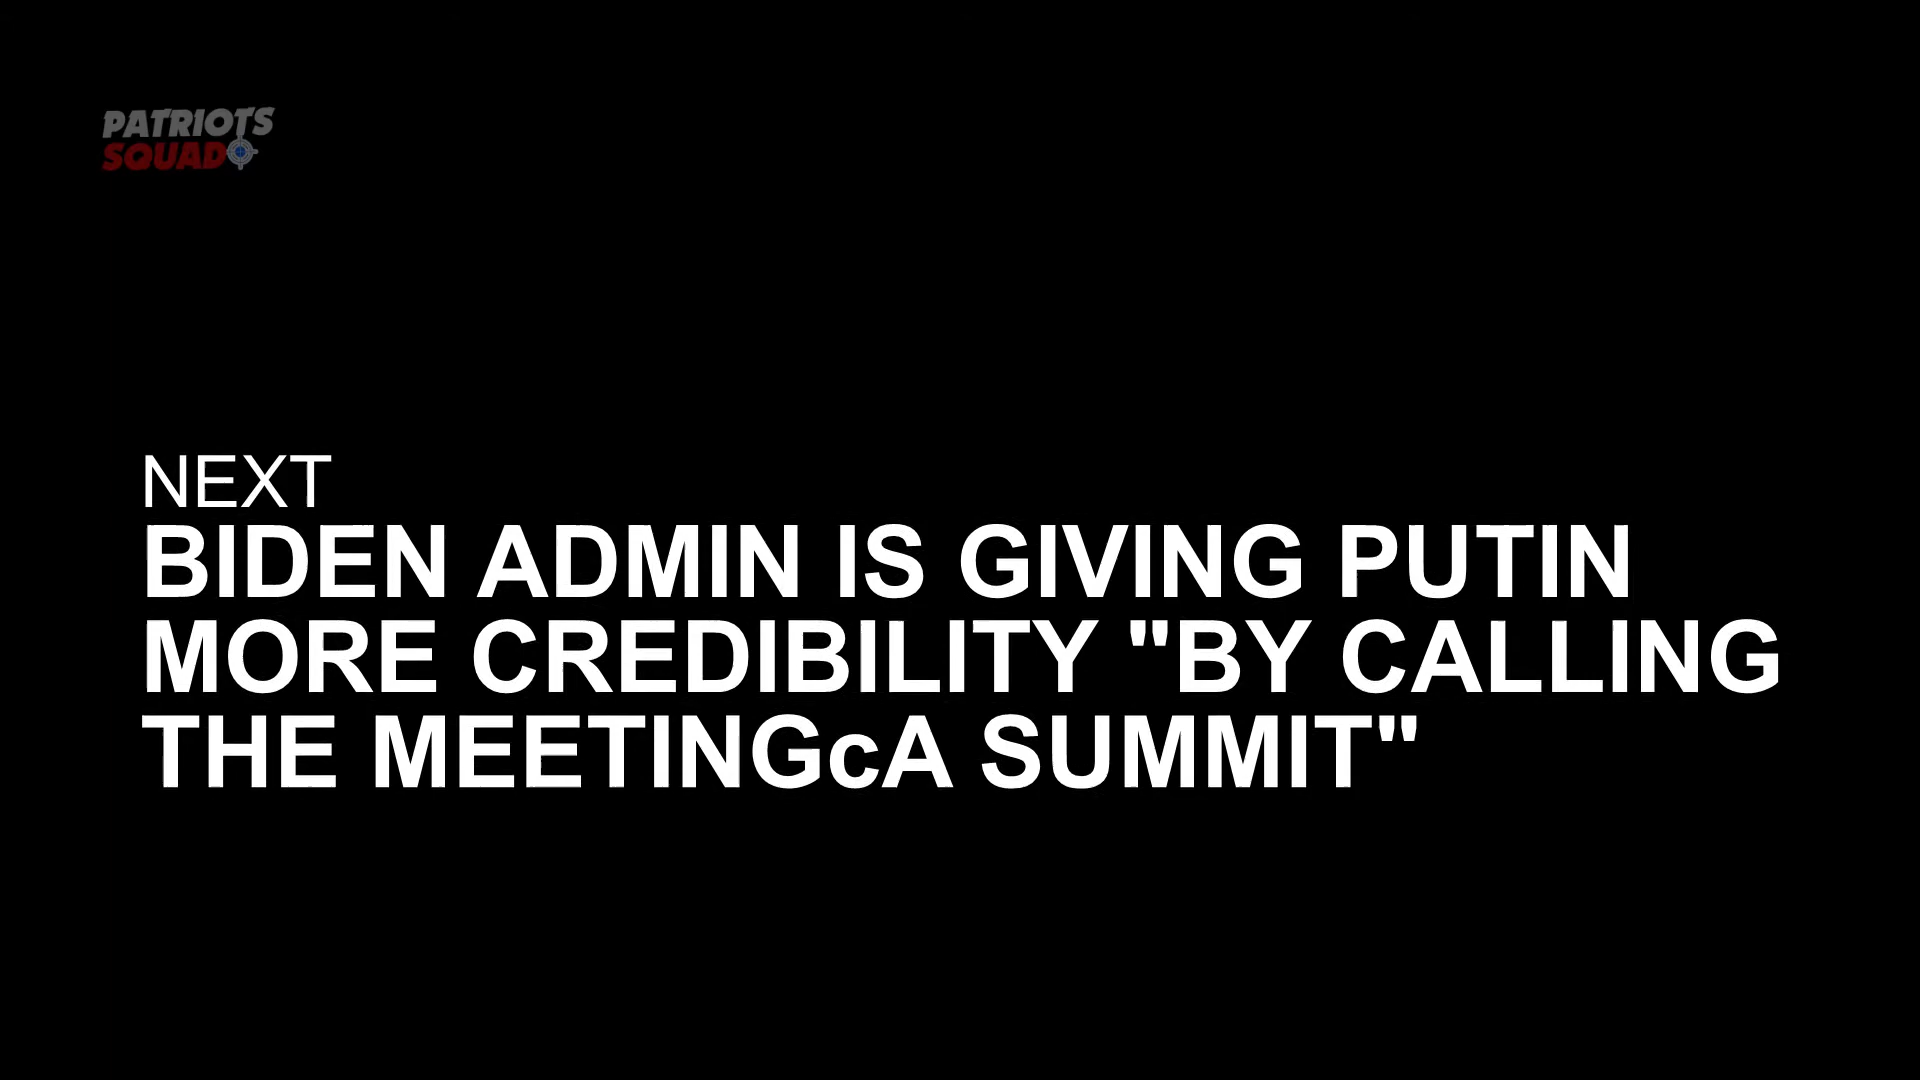 PATRIOTS
SQUAD
NEXT
BIDEN ADMIN IS GIVING PUTIN
MORE CREDIBILITY "BY CALLING
THE MEETINGcA SUMMIT"